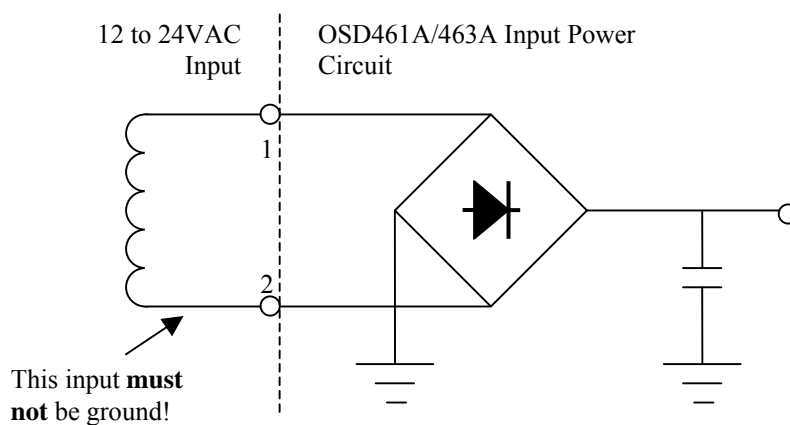 12 to 24VAC
Input
OSD461A/463A Input Power
Circuit
1
2
This input must
not be ground!